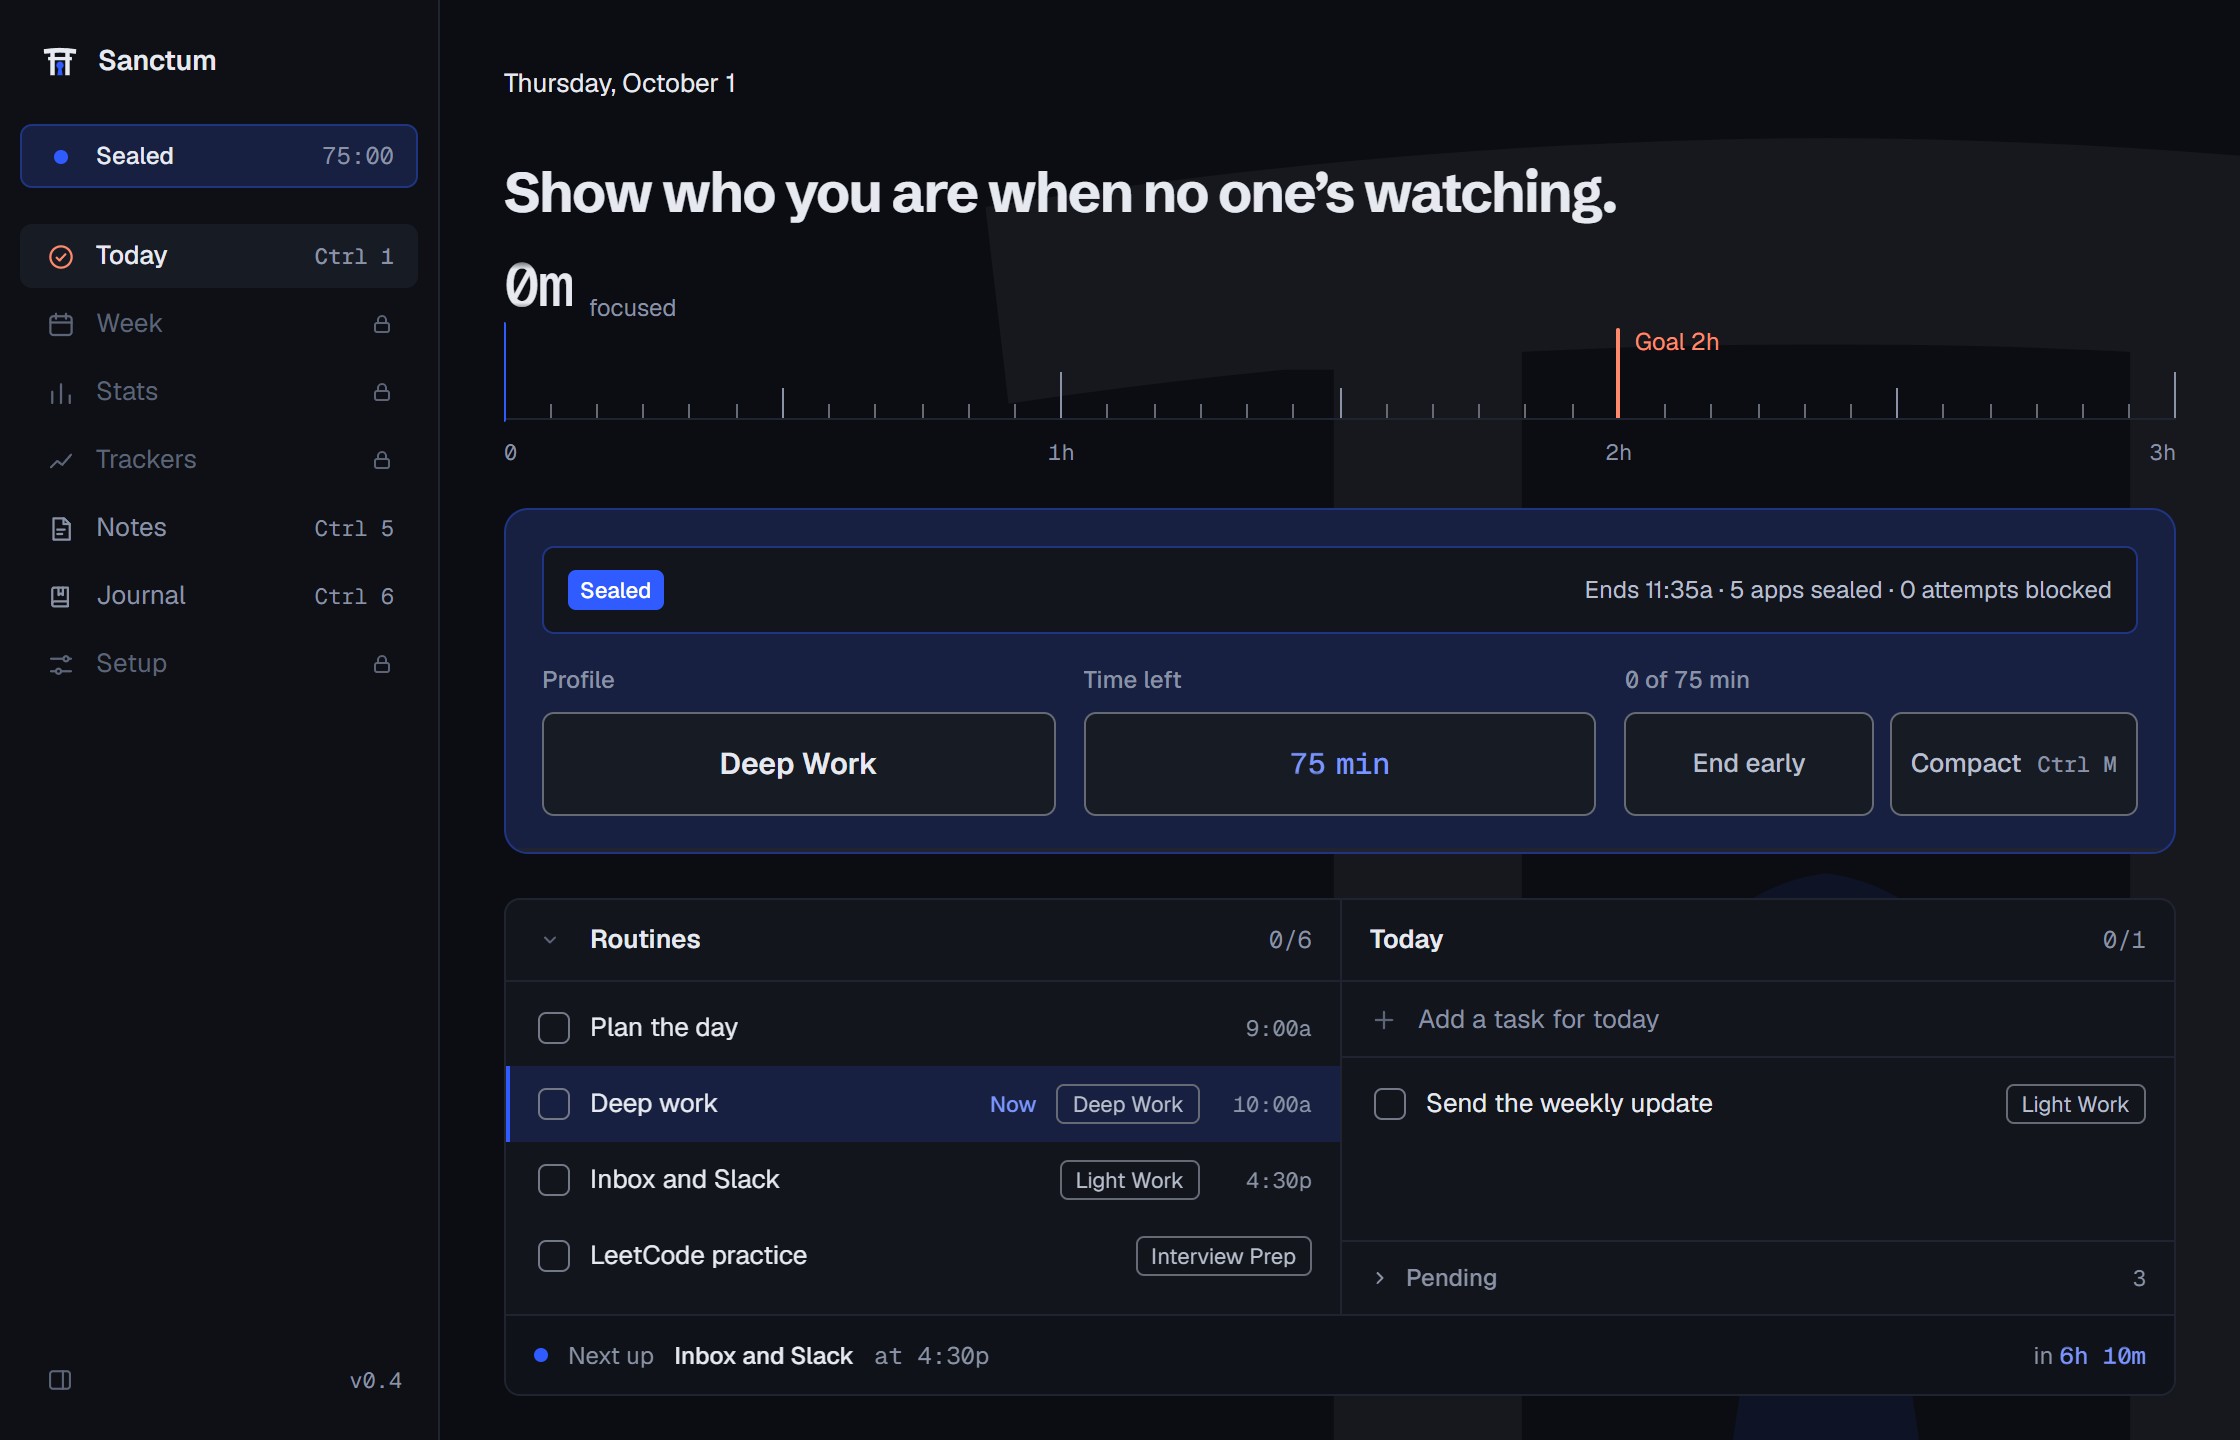 Sanctum
Sealed 75:00
Today Ctrl 1
Week
Stats
Trackers
Notes Ctrl 5
Journal Ctrl 6
Setup
v0.4
Thursday, October 1
Show who you are when no one’s watching.
0m focused
Goal 2h
0 1h 2h 3h
Sealed Ends 11:35a · 5 apps sealed · 0 attempts blocked
Profile Time left 0 of 75 min
Deep Work 75 min End early Compact Ctrl M
Routines 0/6
Plan the day 9:00a
Deep work Now Deep Work 10:00a
Inbox and Slack Light Work 4:30p
LeetCode practice Interview Prep
Today 0/1
Add a task for today
Send the weekly update Light Work
Pending 3
Next up Inbox and Slack at 4:30p in 6h 10m